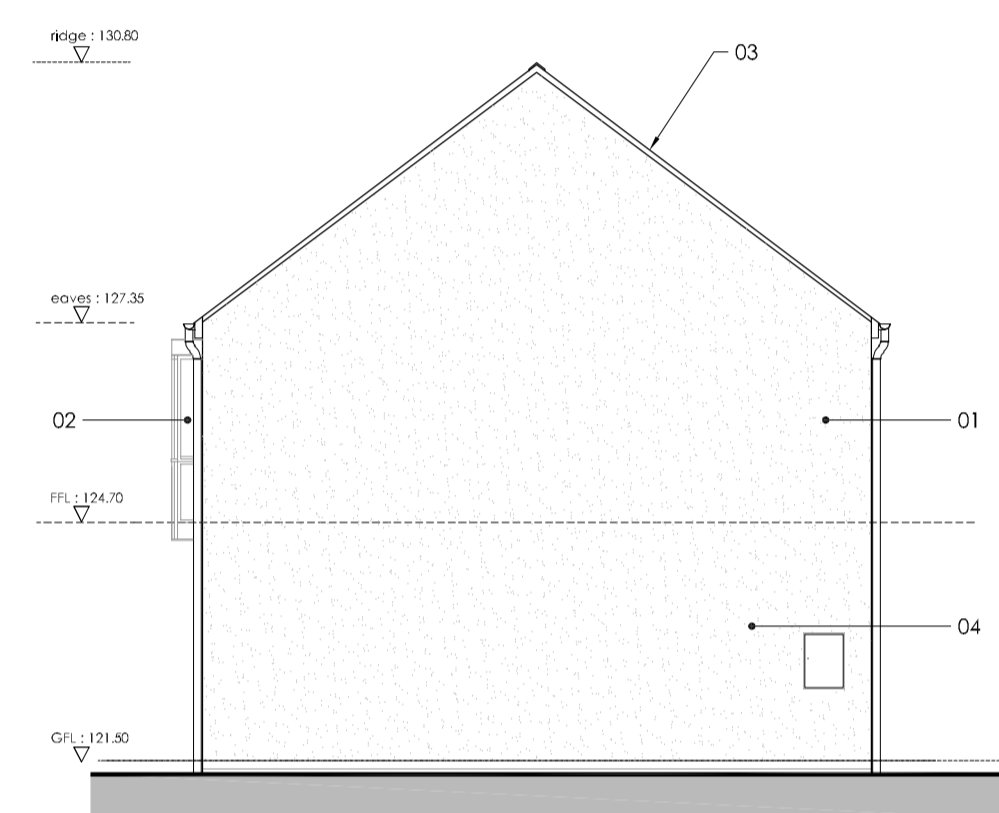 ridge : 130.80
03
eaves : 127.35
02
01
FFL : 124.70
04
GFL : 121.50